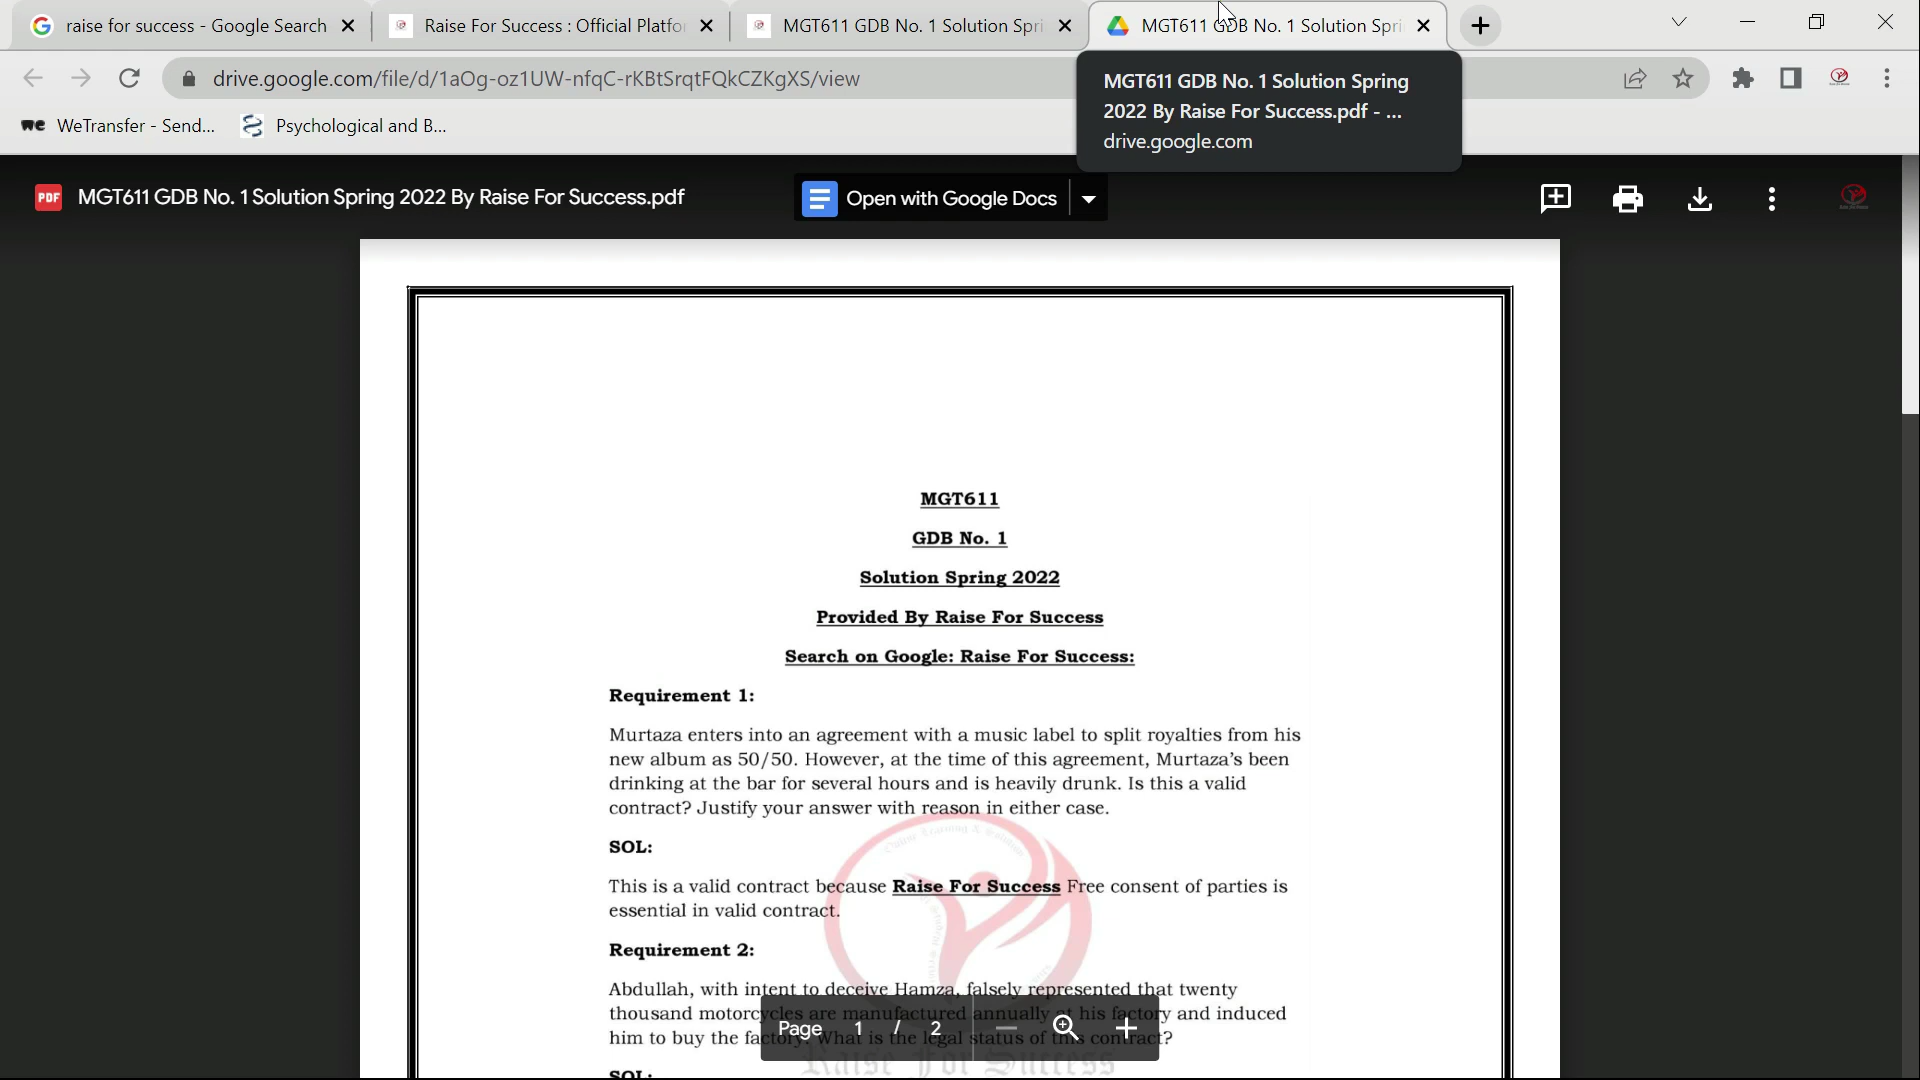 raise for success - Google Search
Raise For Success : Official Platfo
MGT611 GDB No. 1 Solution Spri
MGT611 GDB No. 1 Solution Spri
drive.google.com/file/d/1aOg-oz1UW-nfqC-rKBtSrqtFQkCZKgXS/view
MGT611 GDB No. 1 Solution Spring
2022 By Raise For Success.pdf - ...
drive.google.com
we WeTransfer - Send...
Psychological and B...
PDF MGT611 GDB No. 1 Solution Spring 2022 By Raise For Success.pdf
Open with Google Docs
MGT611
GDB No. 1
Solution Spring 2022
Provided By Raise For Success
Search on Google: Raise For Success:
Requirement 1:
Murtaza enters into an agreement with a music label to split royalties from his
new album as 50/50. However, at the time of this agreement, Murtaza's been
drinking at the bar for several hours and is heavily drunk. Is this a valid
contract? Justify your answer with reason in either case.
SOL:
This is a valid contract because Raise For Success Free consent of parties is
essential in valid contract.
Requirement 2:
Abdullah, with intent to deceive Hamza, falsely represented that twenty
thousand motorcycles are manufactured annually at his factory and induced
him to buy the factory. What is the legal status of this contract?
Page 1 / 2
Raise For Success
SOL: